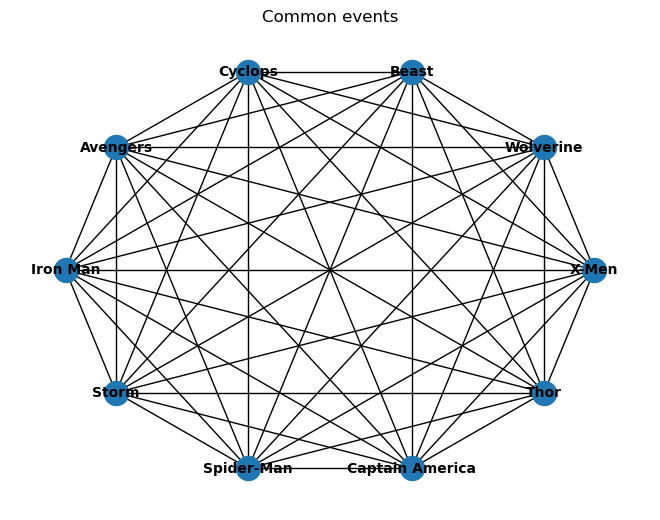 Common events
Cyclops
Beast
Avengers
Wolverine
Iron Man
X-Men
Storm
Thor
Spider-Man
Captain America